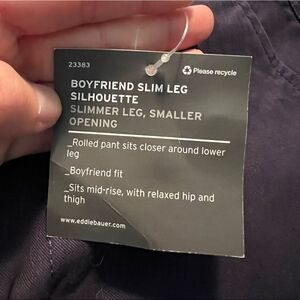 23383
Please recycle
BOYFRIEND SLIM LEG
SILHOUETTE
SLIMMER LEG, SMALLER
OPENING
_Rolled pant sits closer around lower
leg
_Boyfriend fit
_Sits mid-rise, with relaxed hip and
thigh
www.eddiebauer.com